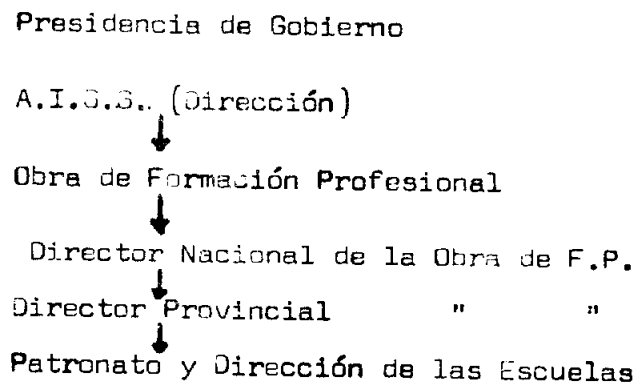 Presidencia de Gobierno
A.I.S.S.. (Dirección)
Obra de Formación Profesional
Director Nacional de la Obra de F.P.
Director Provincial " "
Patronato y Dirección de las Escuelas